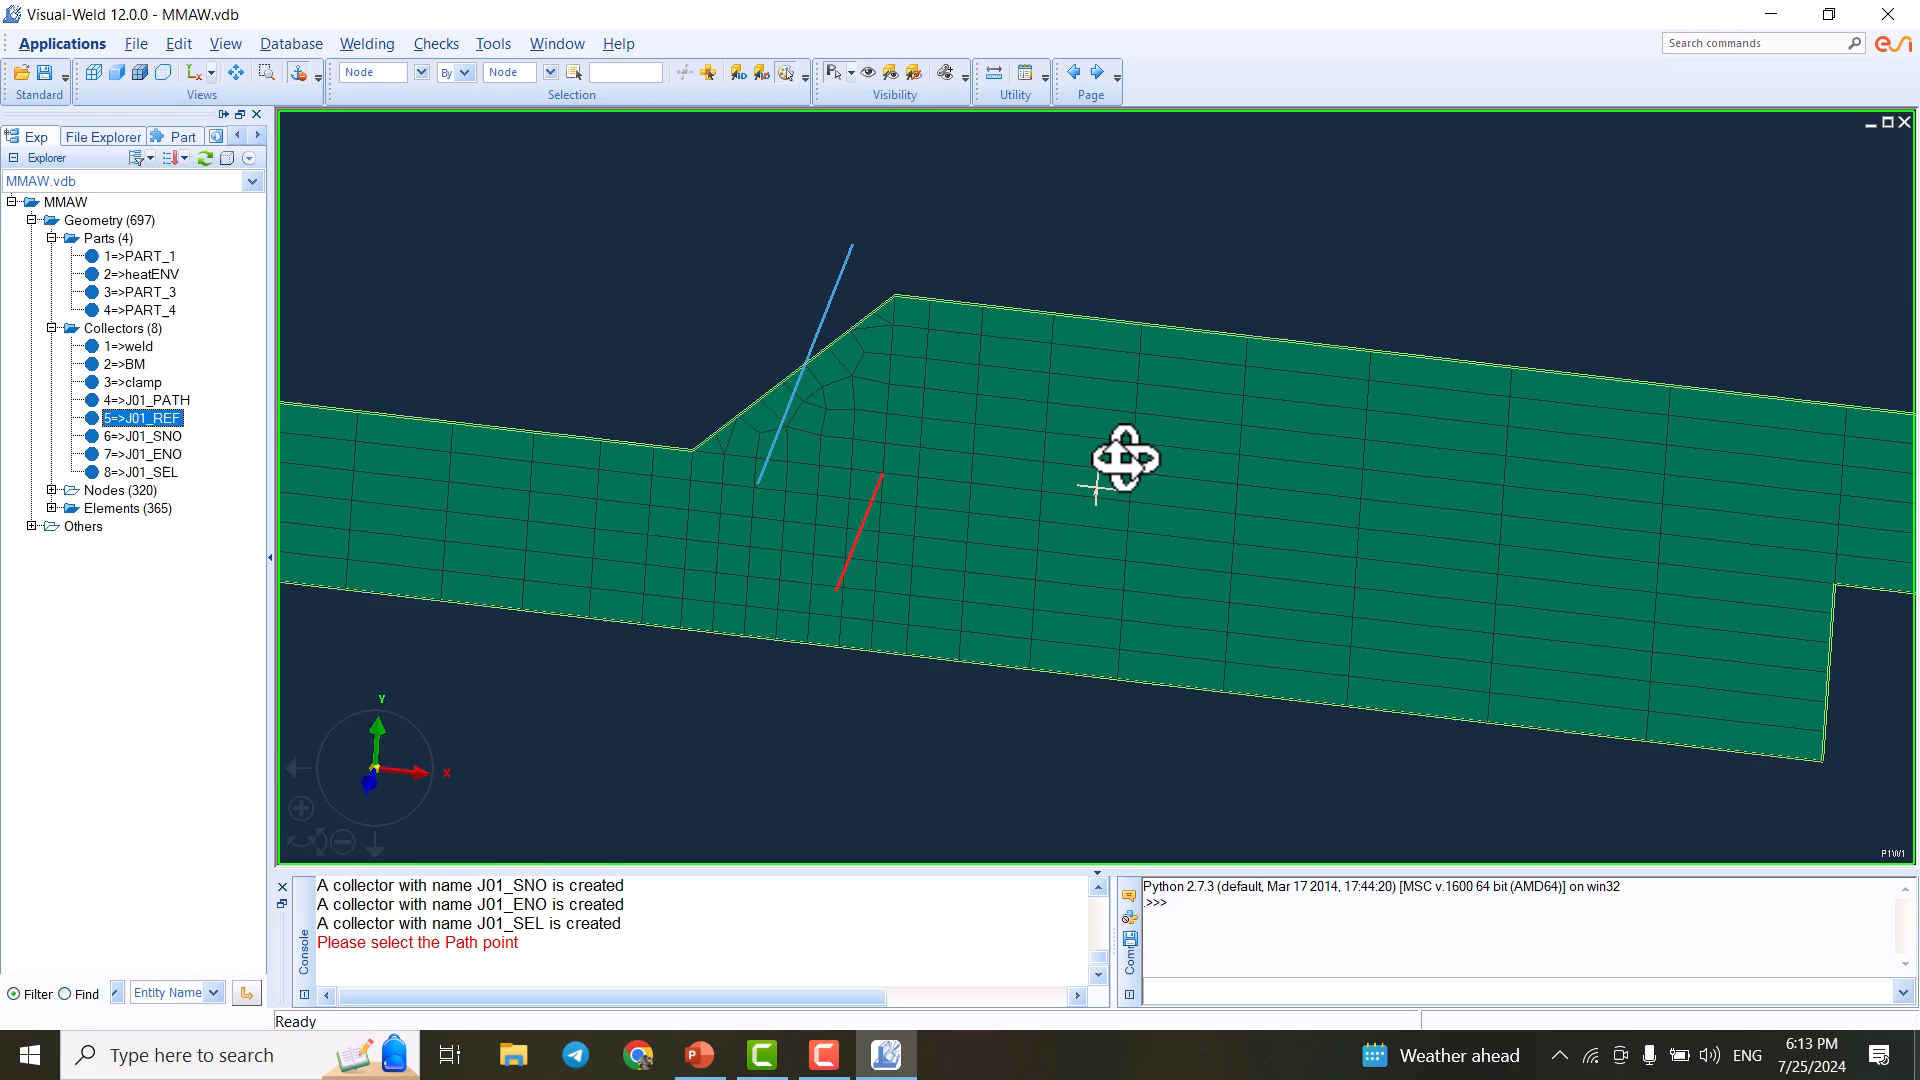 Visual-Weld 12.0.0 - MMAW.vdb
Applications File Edit View Database Welding Checks Tools Window Help
Search commands
esi
Node By Node
Standard Views Selection Visibility Utility Page
Exp File Explorer Part
Explorer
MMAW.vdb
MMAW
Geometry (697)
Parts (4)
1=>PART_1
2=>heatENV
3=>PART_3
4=>PART_4
Collectors (8)
1=>weld
2=>BM
3=>clamp
4=>J01_PATH
5=>J01_REF
6=>J01_SNO
7=>J01_ENO
8=>J01_SEL
Nodes (320)
Elements (365)
Others
Y
X
P1W1
Console
A collector with name J01_SNO is created
A collector with name J01_ENO is created
A collector with name J01_SEL is created
Please select the Path point
Python 2.7.3 (default, Mar 17 2014, 17:44:20) [MSC v.1600 64 bit (AMD64)] on win32
.>>>
Filter Find Entity Name
Ready
Type here to search
Weather ahead
ENG
6:13 PM
7/25/2024